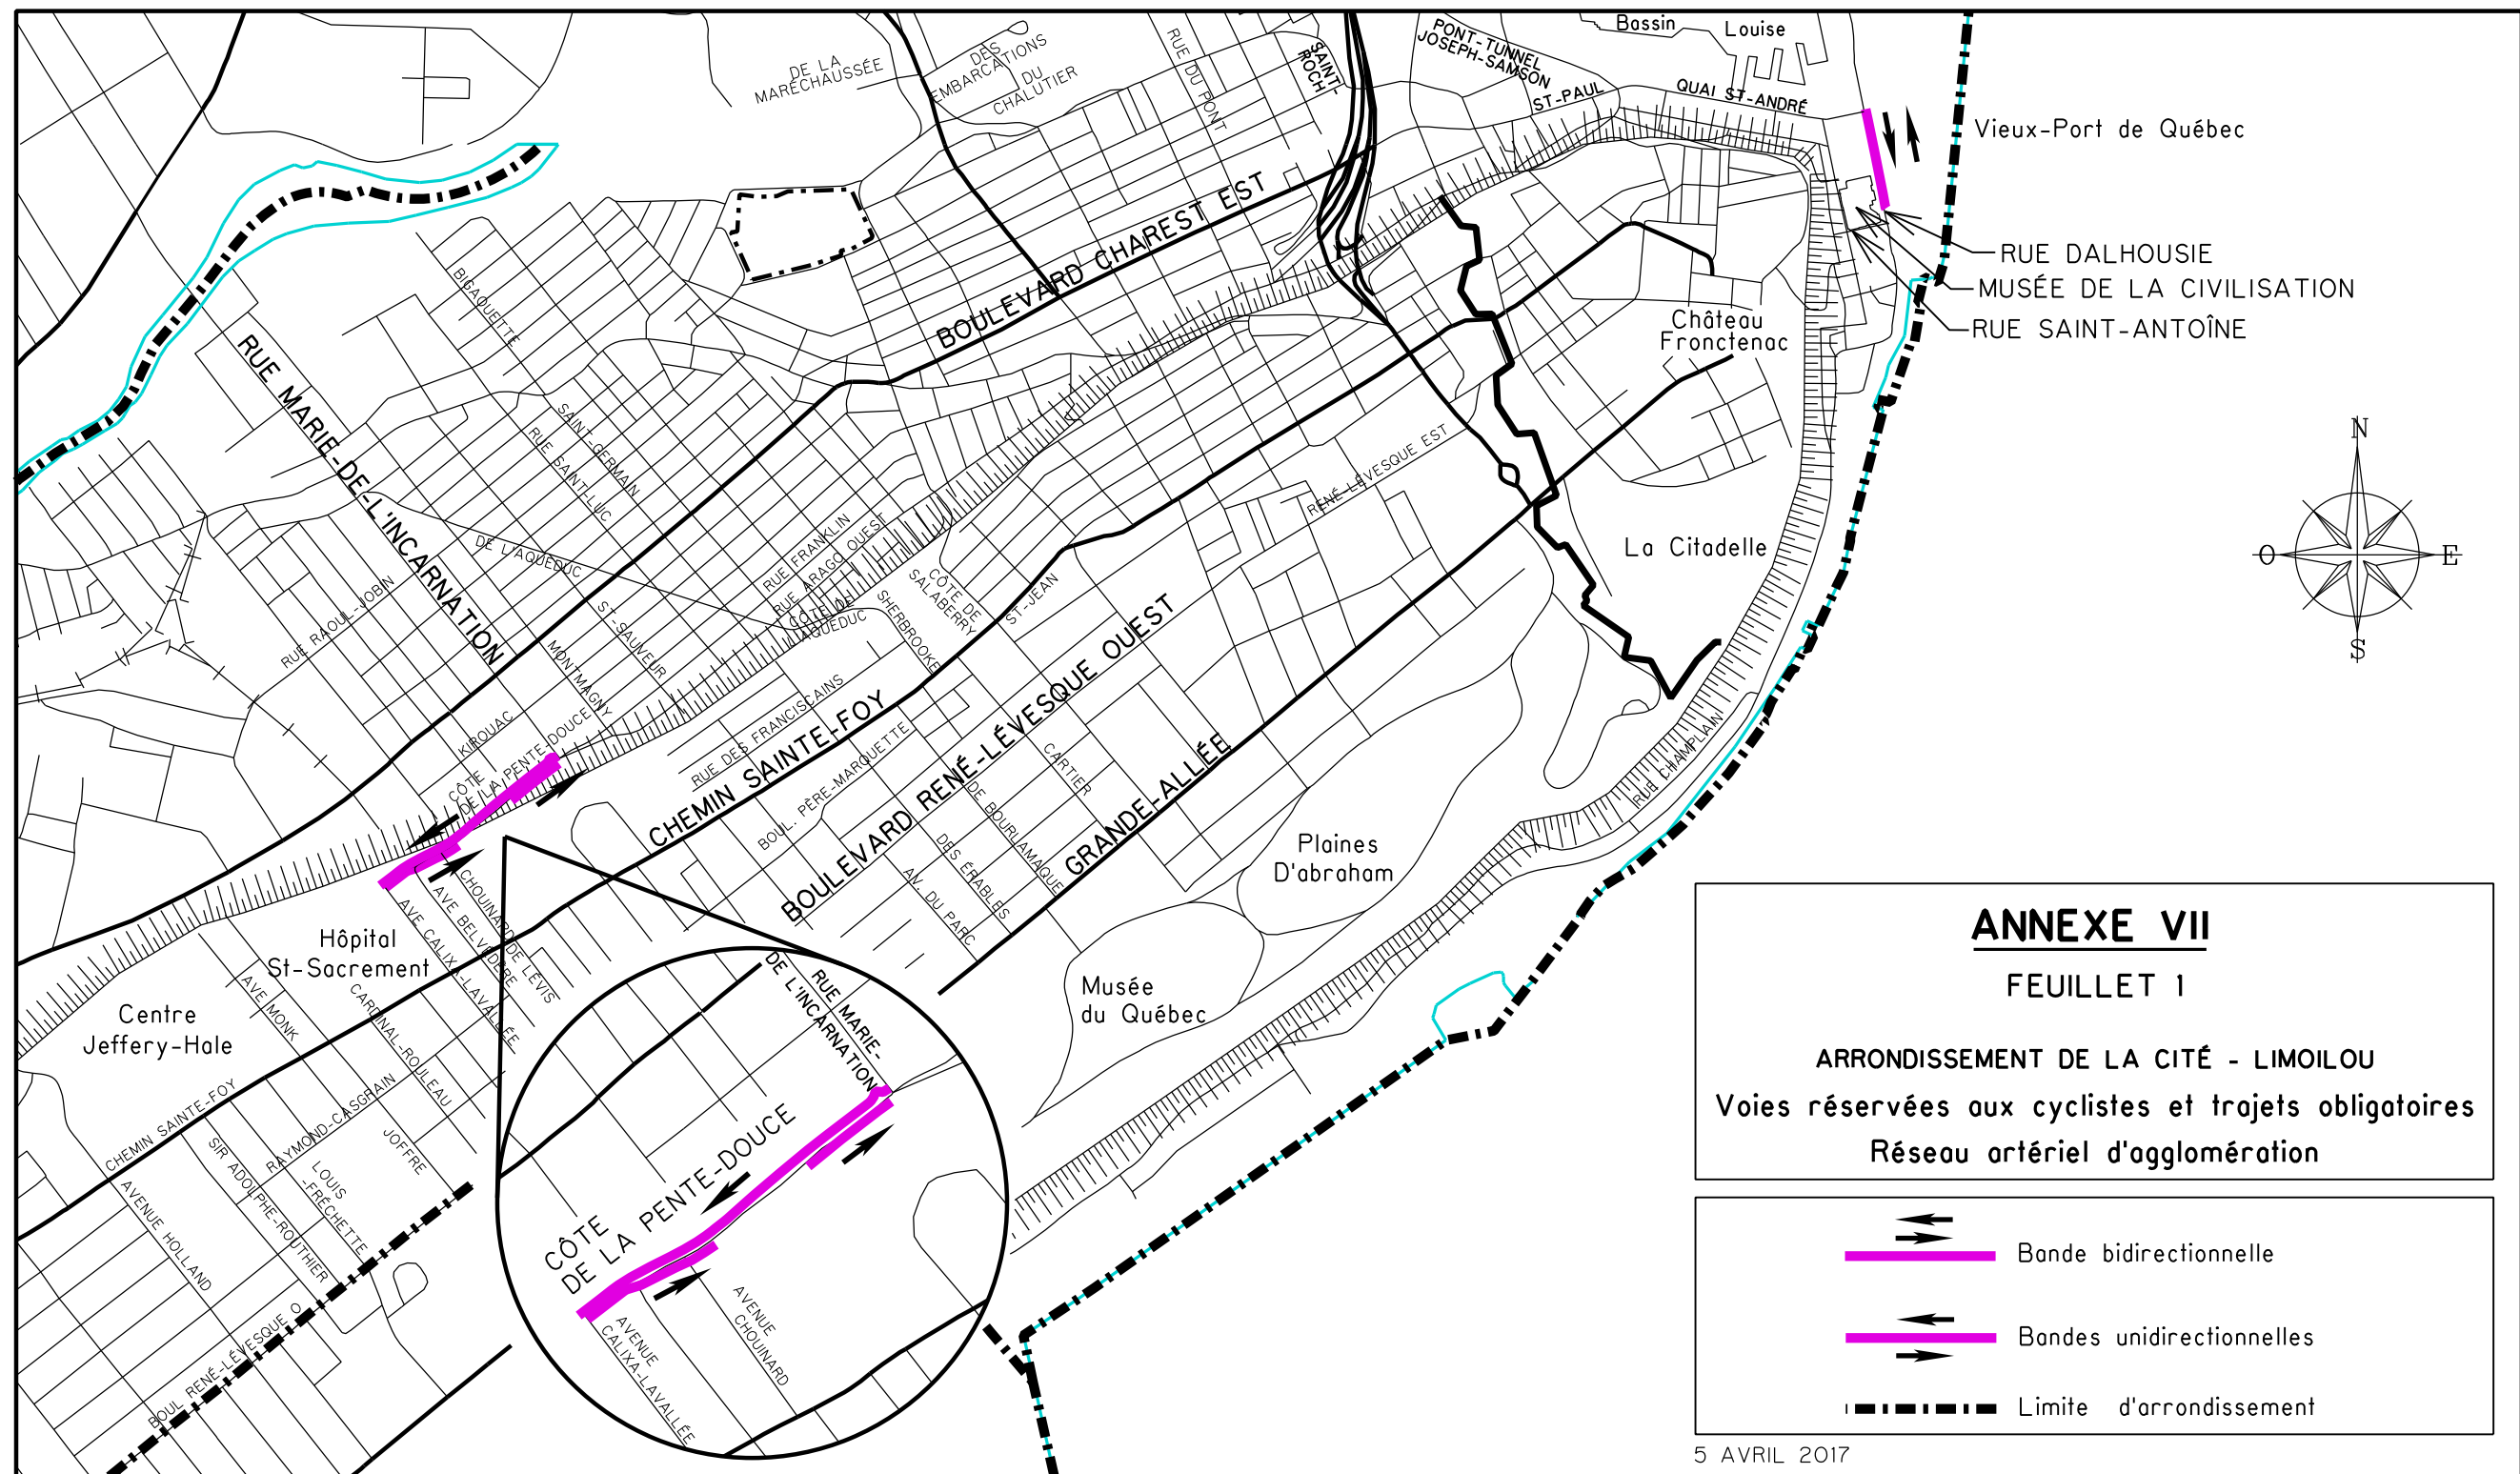 Bassin
Louise
PONT-TUNNEL
JOSEPH-SAMSON
SAINT-
ROCH
ST-PAUL
QUAI ST-ANDRÉ
DE LA
MARÉCHAUSSÉE
DES
EMBARCATIONS
DU
CHALUTIER
RUE DU PONT
Vieux-Port de Québec
RUE DALHOUSIE
MUSÉE DE LA CIVILISATION
RUE SAINT-ANTOÎNE
BOULEVARD CHAREST EST
BIGAOUETTE
Château
Fronctenac
RUE MARIE-DE-L'INCARNATION
SAINT-GERMAIN
RUE SAINT-LUC
RENÉ-LÉVESQUE EST
N
O
E
S
La Citadelle
DE L'AQUEDUC
RUE FRANKLIN
RUE ARAGO OUEST
CÔTE DE
AQUEDUC
RUE RAOUL-JOBIN
ST-SAUVEUR
MONTMAGNY
SHERBROOKE
CÔTE DE
SALABERRY
ST-JEAN
KIROUAC
CÔTE
DE LA PENTE-DOUCE
RUE DES FRANCISCAINS
CHEMIN SAINTE-FOY
BOUL. PÈRE-MARQUETTE
BOULEVARD RENÉ-LÉVESQUE OUEST
CARTIER
DE BOURLAMAQUE
DES ÉRABLES
AV. DU PARC
GRANDE-ALLÉE
RUE CHAMPLAIN
Plaines
D'abraham
Musée
du Québec
CHOUINARD
DE LÉVIS
AVE BELVÉDÈRE
AVE CALIXA-LAVALLÉE
Hôpital
St-Sacrement
Centre
Jeffery-Hale
AVE MONK
CARDINAL-ROULEAU
CHEMIN SAINTE-FOY
RAYMOND-CASGRAIN
JOFFRE
SIR ADOLPHE-ROUTHIER
LOUIS
-FRÉCHETTE
AVENUE HOLLAND
BOUL RENÉ-LÉVESQUE O
RUE MARIE-
DE L'INCARNATION
CÔTE
DE LA PENTE-DOUCE
AVENUE
CALIXA-LAVALLÉE
AVENUE
CHOUINARD
ANNEXE VII
FEUILLET 1
ARRONDISSEMENT DE LA CITÉ - LIMOILOU
Voies réservées aux cyclistes et trajets obligatoires
Réseau artériel d'agglomération
Bande bidirectionnelle
Bandes unidirectionnelles
Limite d'arrondissement
5 AVRIL 2017